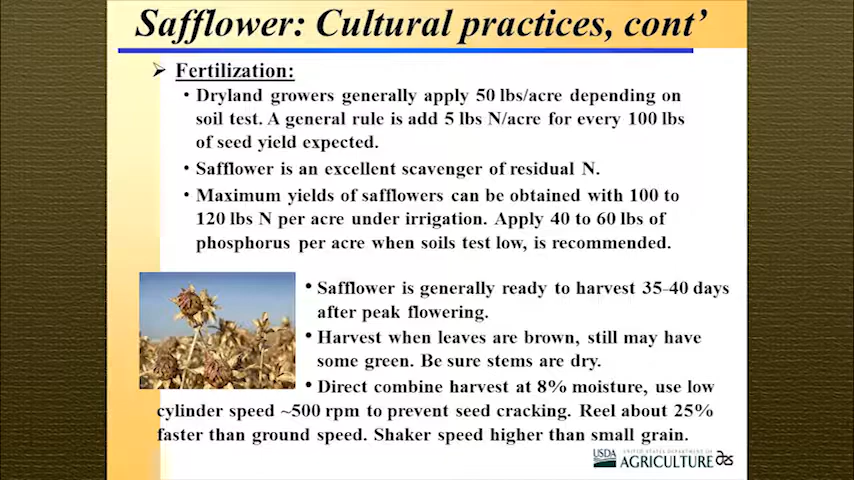 Safflower: Cultural practices, cont’
➢ Fertilization:
• Dryland growers generally apply 50 lbs/acre depending on
soil test. A general rule is add 5 lbs N/acre for every 100 lbs
of seed yield expected.
• Safflower is an excellent scavenger of residual N.
• Maximum yields of safflowers can be obtained with 100 to
120 lbs N per acre under irrigation. Apply 40 to 60 lbs of
phosphorus per acre when soils test low, is recommended.
• Safflower is generally ready to harvest 35-40 days
after peak flowering.
• Harvest when leaves are brown, still may have
some green. Be sure stems are dry.
• Direct combine harvest at 8% moisture, use low
cylinder speed ~500 rpm to prevent seed cracking. Reel about 25%
faster than ground speed. Shaker speed higher than small grain.
USDA UNITED STATES DEPARTMENT OF
AGRICULTURE ars